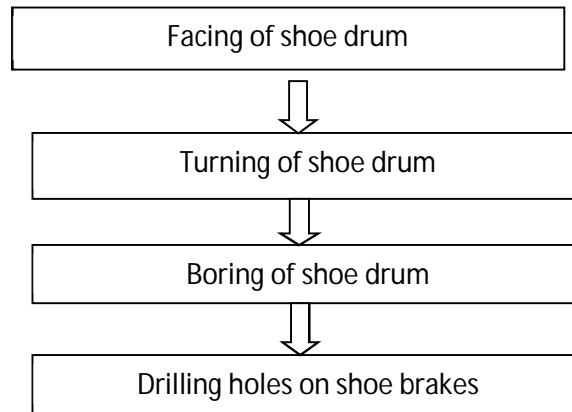 Facing of shoe drum
Turning of shoe drum
Boring of shoe drum
Drilling holes on shoe brakes